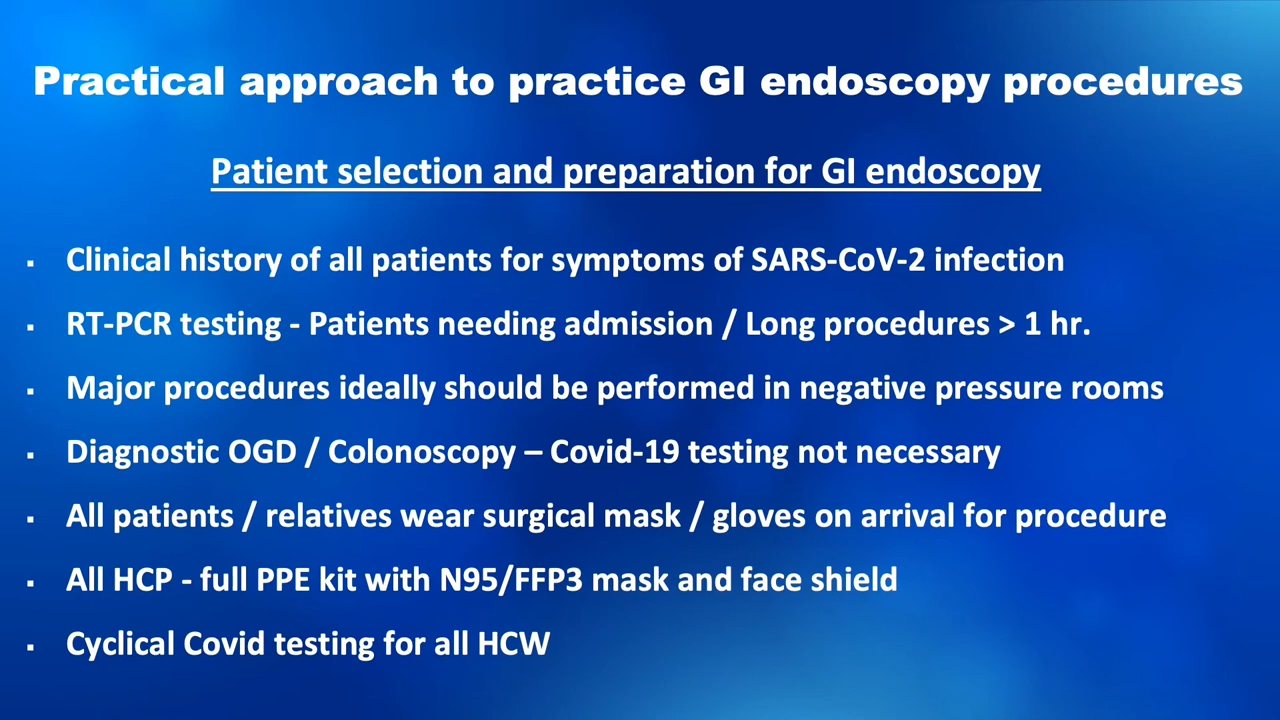 Practical approach to practice GI endoscopy procedures
Patient selection and preparation for GI endoscopy
▪ Clinical history of all patients for symptoms of SARS-CoV-2 infection
▪ RT-PCR testing - Patients needing admission / Long procedures > 1 hr.
▪ Major procedures ideally should be performed in negative pressure rooms
▪ Diagnostic OGD / Colonoscopy – Covid-19 testing not necessary
▪ All patients / relatives wear surgical mask / gloves on arrival for procedure
▪ All HCP - full PPE kit with N95/FFP3 mask and face shield
▪ Cyclical Covid testing for all HCW